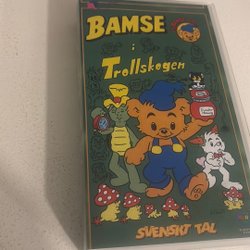 BAMSE
i
Trollskogen
SVENSKT TAL